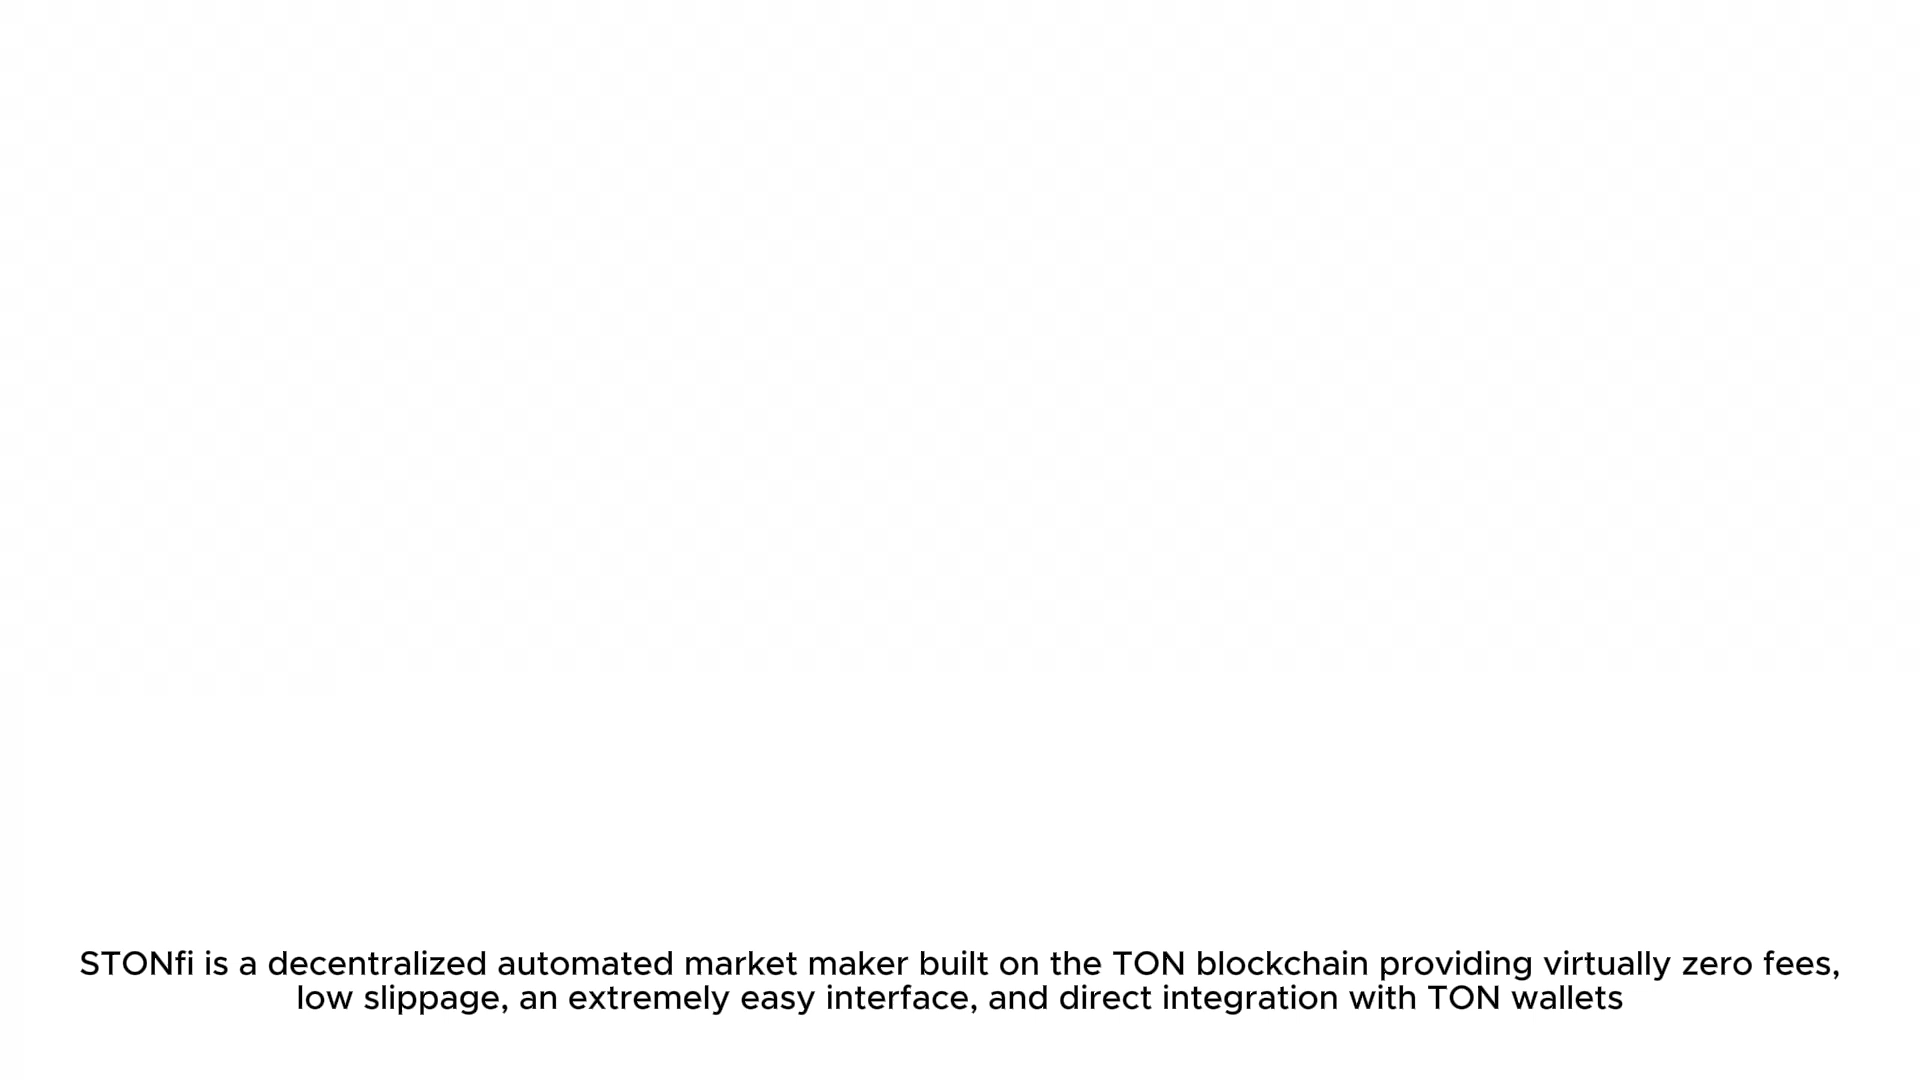 STONfi is a decentralized automated market maker built on the TON blockchain providing virtually zero fees,
low slippage, an extremely easy interface, and direct integration with TON wallets